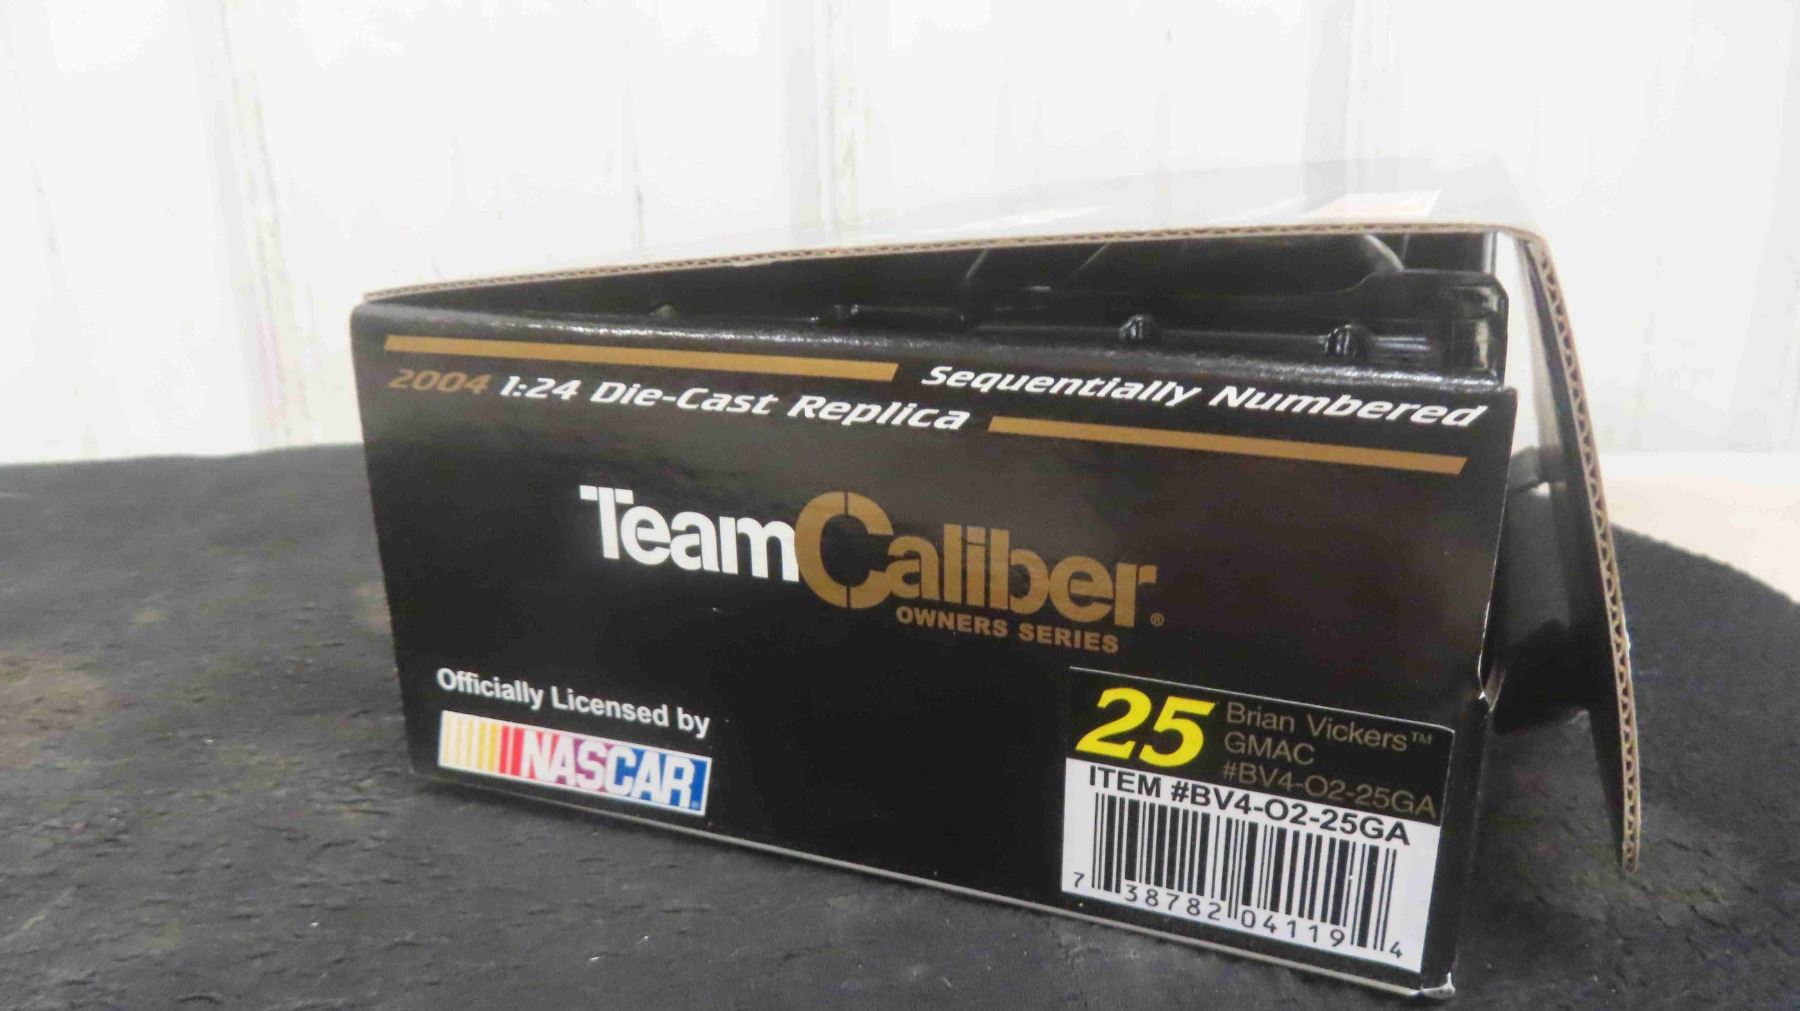 2004 1:24 Die-Cast Replica
Sequentially Numbered
TeamCaliber®
OWNERS SERIES
Officially Licensed by
NASCAR
25
Brian Vickers™
GMAC
#BV4-O2-25GA
ITEM #BV4-O2-25GA
7 38782 04119 4